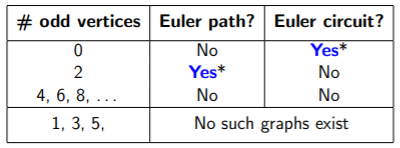 # odd vertices Euler path? Euler circuit?
0 No Yes*
2 Yes* No
4, 6, 8, ... No No
1, 3, 5, No such graphs exist